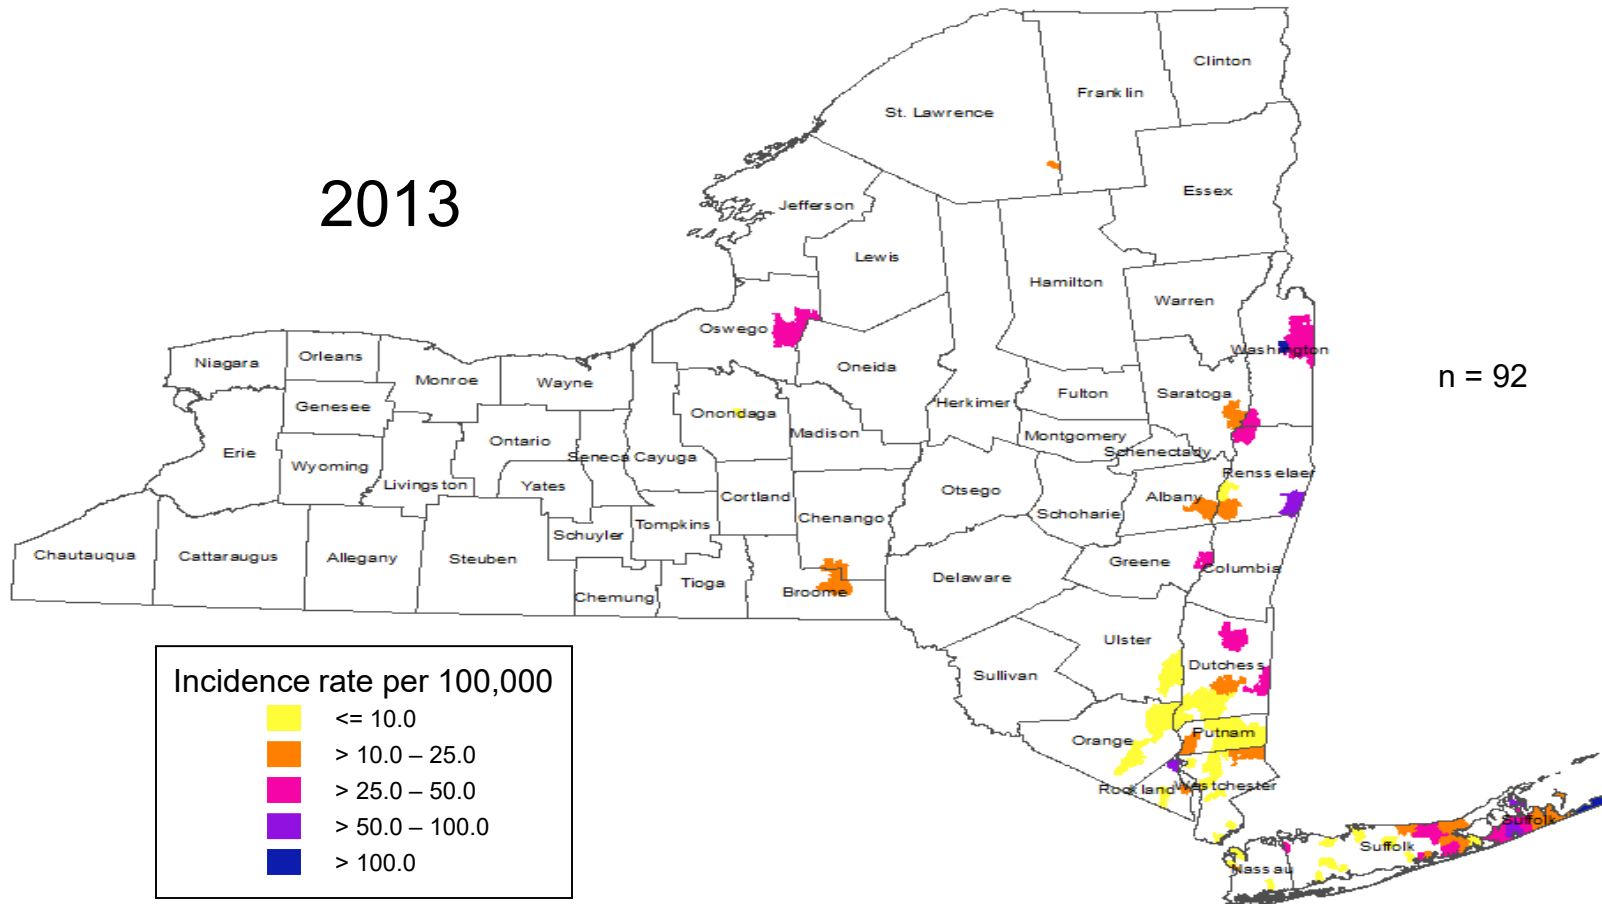 2013
n = 92
Clinton
Franklin
St. Lawrence
Essex
Jefferson
Lewis
Hamilton
Warren
Oswego
Washington
Niagara
Orleans
Monroe
Wayne
Oneida
Herkimer
Fulton
Saratoga
Genesee
Onondaga
Madison
Montgomery
Schenectady
Erie
Wyoming
Ontario
Seneca
Cayuga
Rensselaer
Livingston
Yates
Cortland
Otsego
Albany
Chenango
Schoharie
Tompkins
Schuyler
Chautauqua
Cattaraugus
Allegany
Steuben
Greene
Columbia
Delaware
Tioga
Broome
Chemung
Ulster
Dutchess
Sullivan
Orange
Putnam
Rockland
Westchester
Suffolk
Suffolk
Nassau
Incidence rate per 100,000
<= 10.0
> 10.0 – 25.0
> 25.0 – 50.0
> 50.0 – 100.0
> 100.0